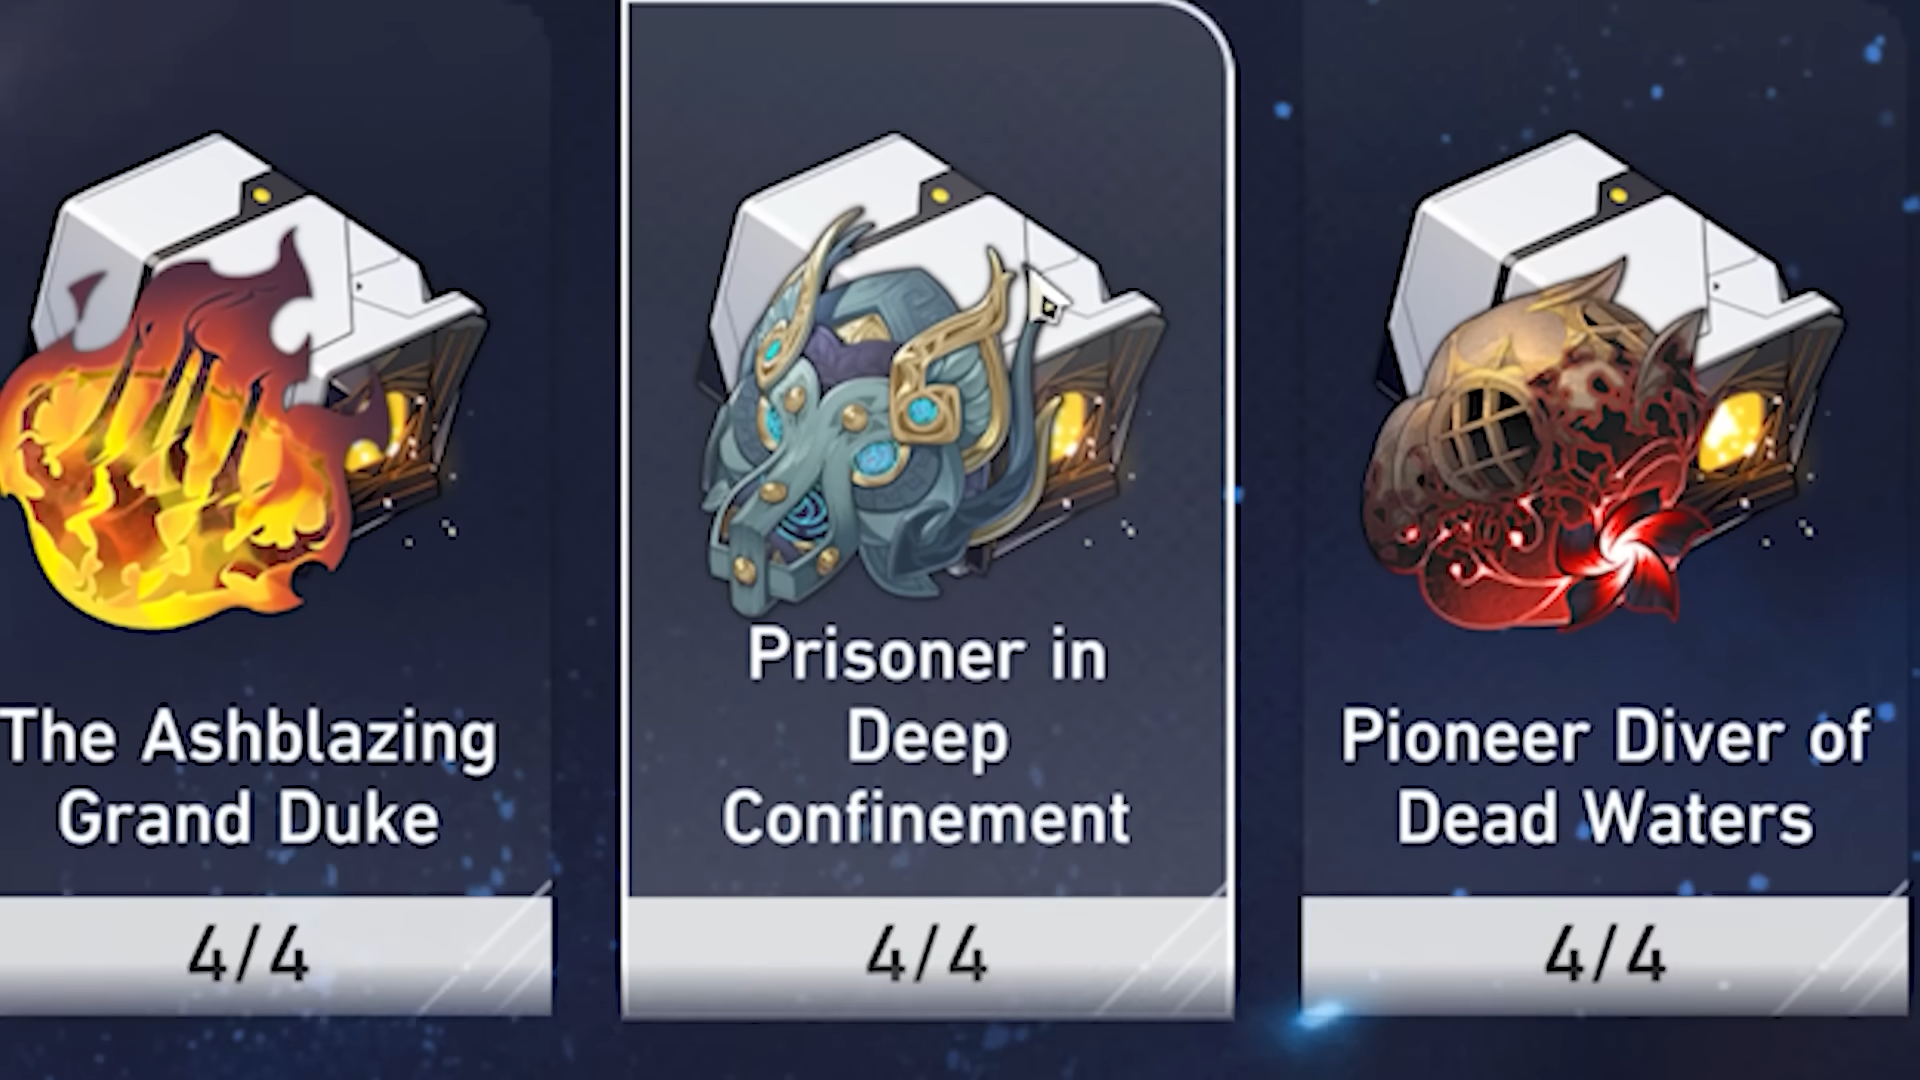 The Ashblazing
Grand Duke
4/4
Prisoner in
Deep
Confinement
4/4
Pioneer Diver of
Dead Waters
4/4